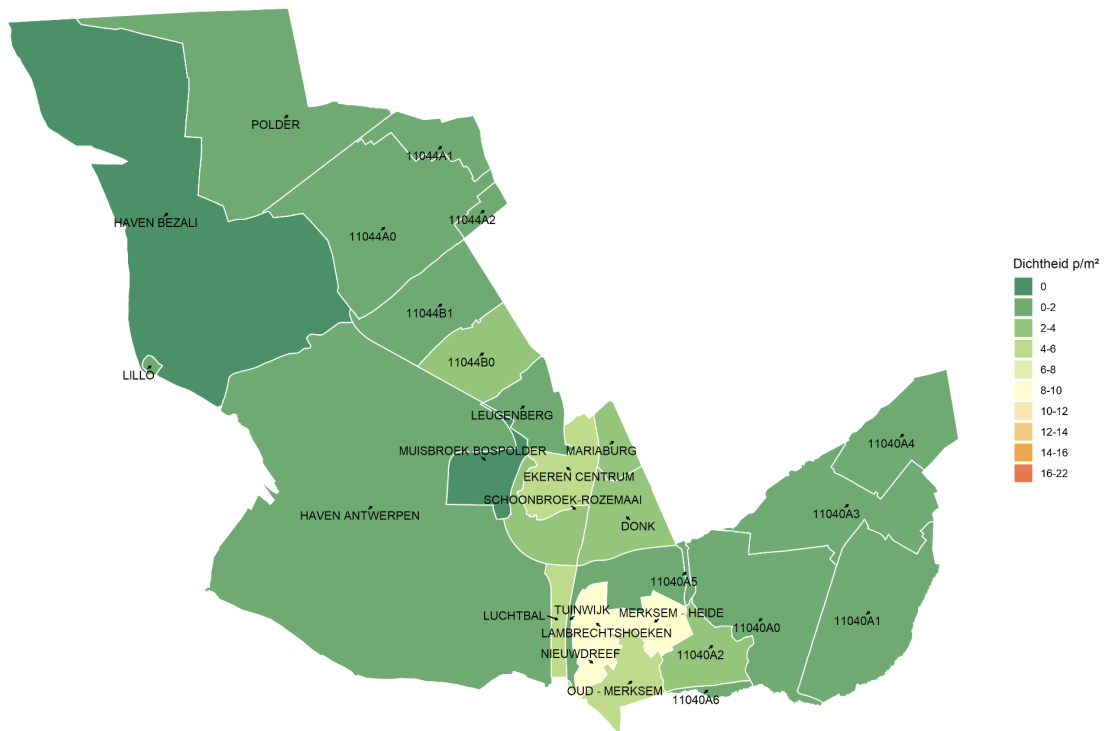 POLDER
11044A1
HAVEN BEZALI
11044A2
11044A0
11044B1
11044B0
LILLO
LEUGENBERG
MUISBROEK BOSPOLDER
MARIABURG
EKEREN CENTRUM
SCHOONBROEK-ROZEMAAI
HAVEN ANTWERPEN
DONK
11040A4
11040A3
11040A5
LUCHTBAL
TUINWIJK
MERKSEM - HEIDE
LAMBRECHTSHOEKEN
11040A0
11040A1
NIEUWDREEF
11040A2
OUD - MERKSEM
11040A6
Dichtheid p/m²
0
0-2
2-4
4-6
6-8
8-10
10-12
12-14
14-16
16-22